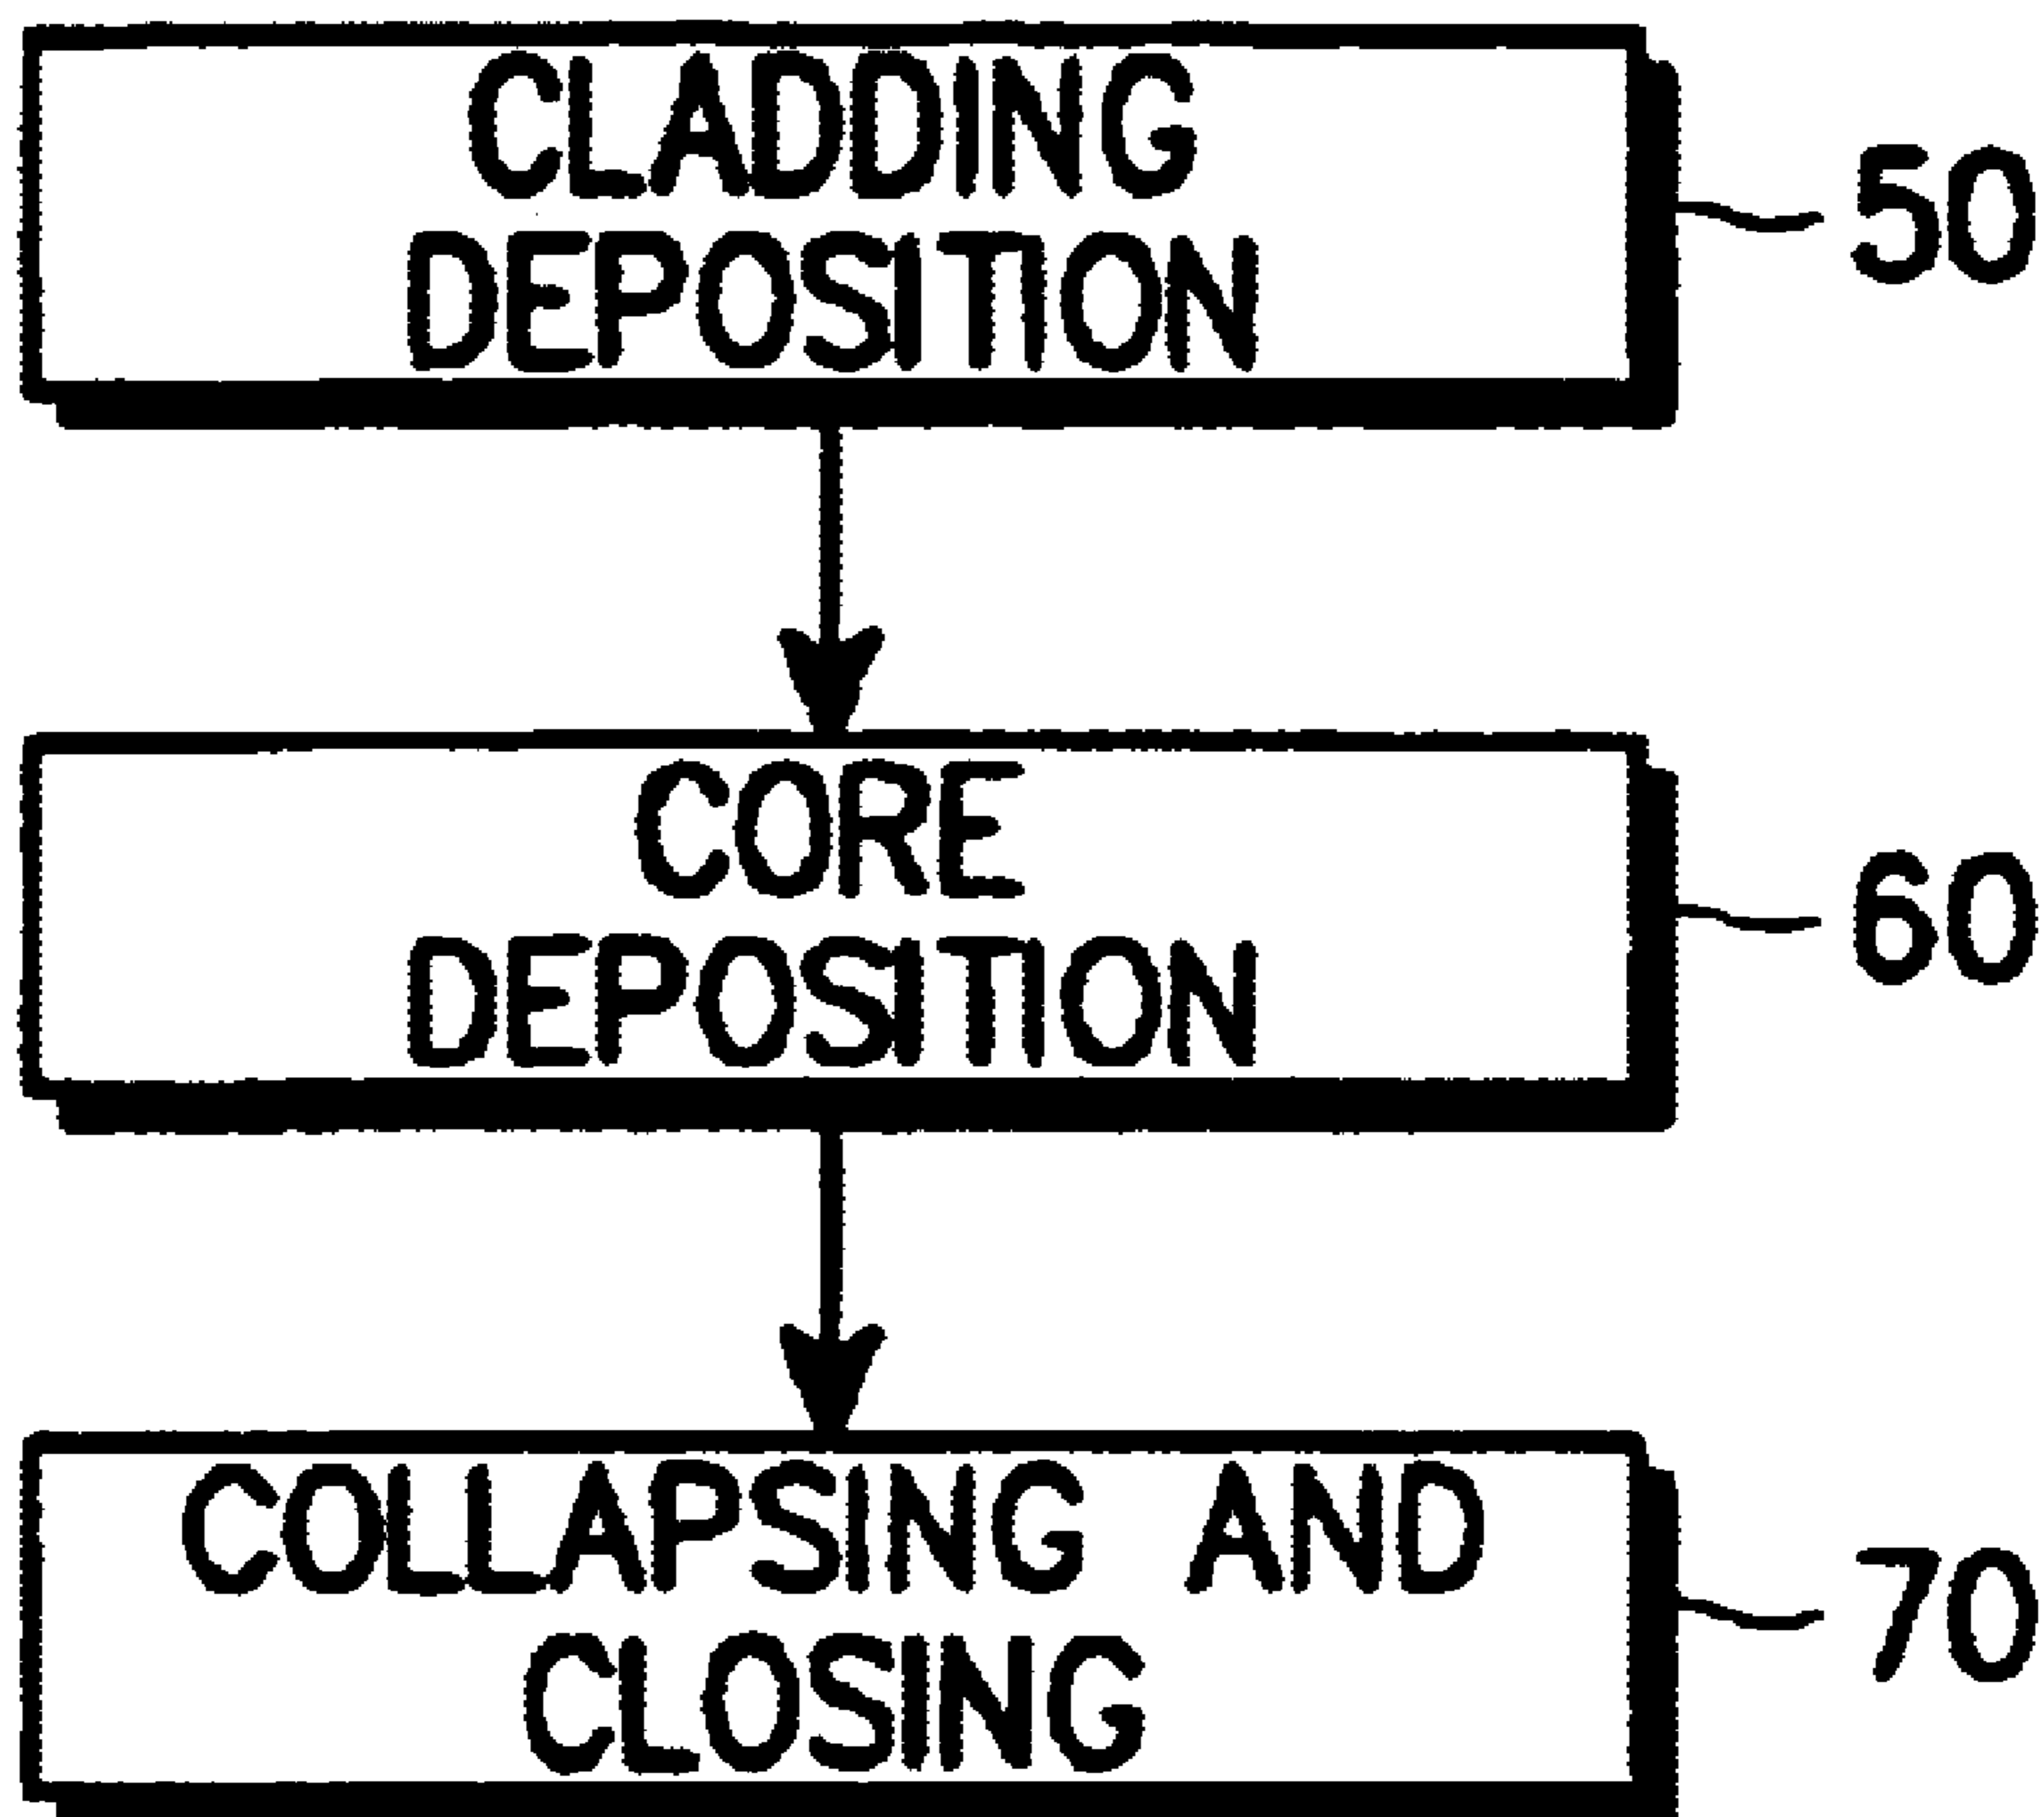 CLADDING
DEPOSITION
50
CORE
DEPOSITION
60
COLLAPSING AND
CLOSING
70